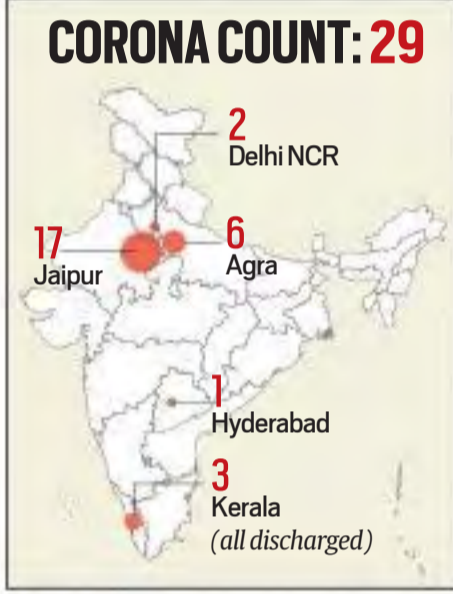 CORONA COUNT: 29
2
Delhi NCR
17
Jaipur
6
Agra
1
Hyderabad
3
Kerala
(all discharged)